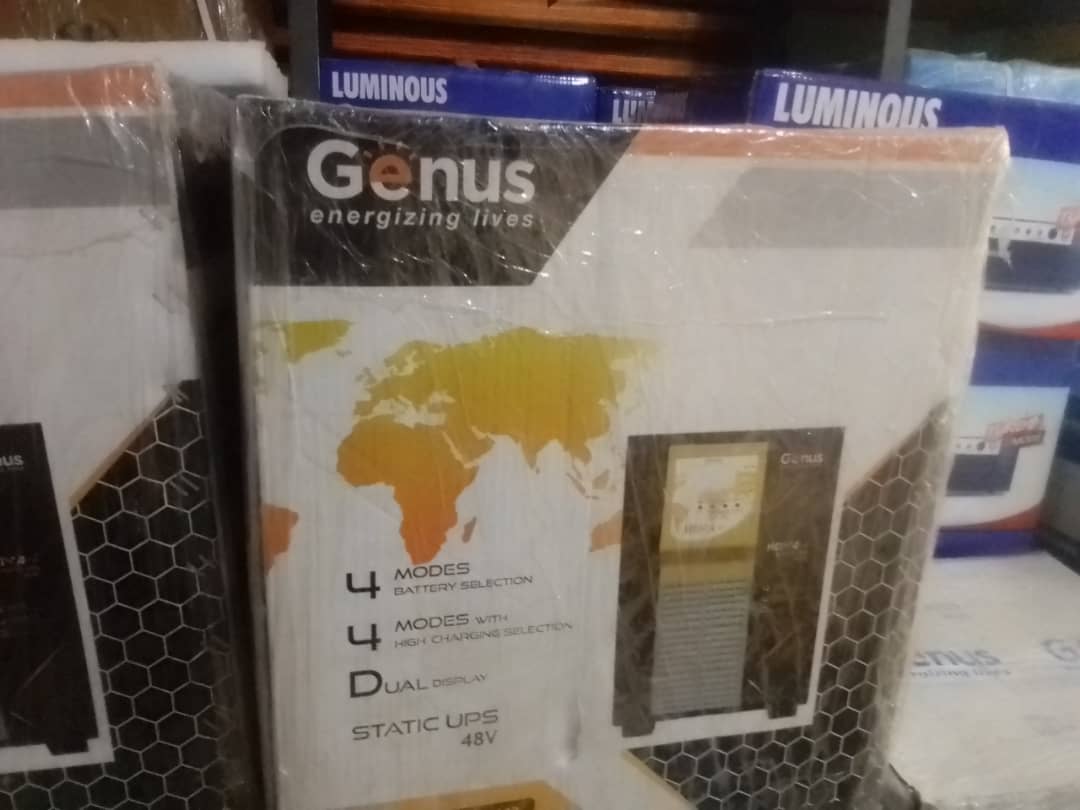 LUMINOUS
LUMINOUS
Genus
energizing lives
Genus
4 MODES
BATTERY SELECTION
4 MODES WITH
HIGH CHARGING SELECTION
DUAL DISPLAY
STATIC UPS
48V